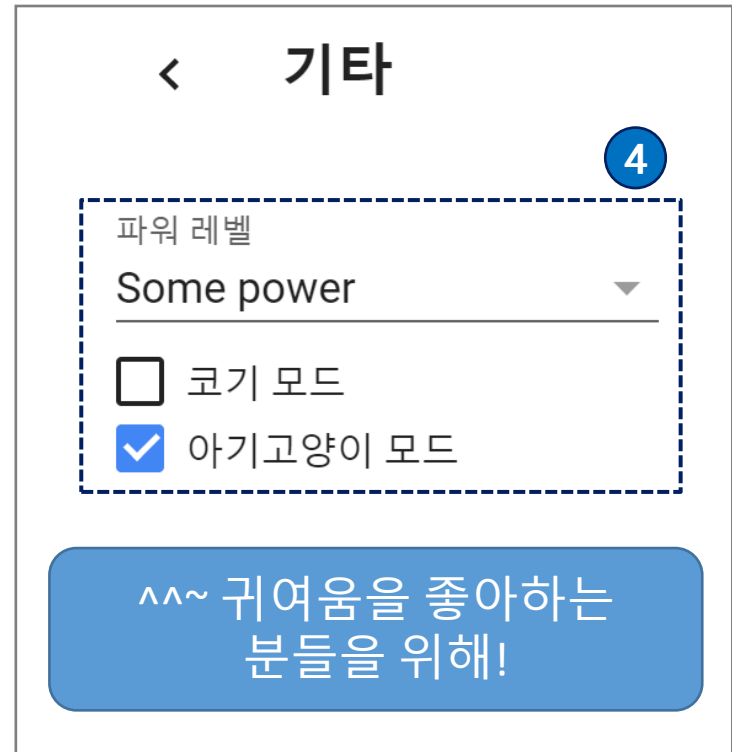 < 기타
4
파워 레벨
Some power
코기 모드
아기고양이 모드
^^~ 귀여움을 좋아하는
분들을 위해!